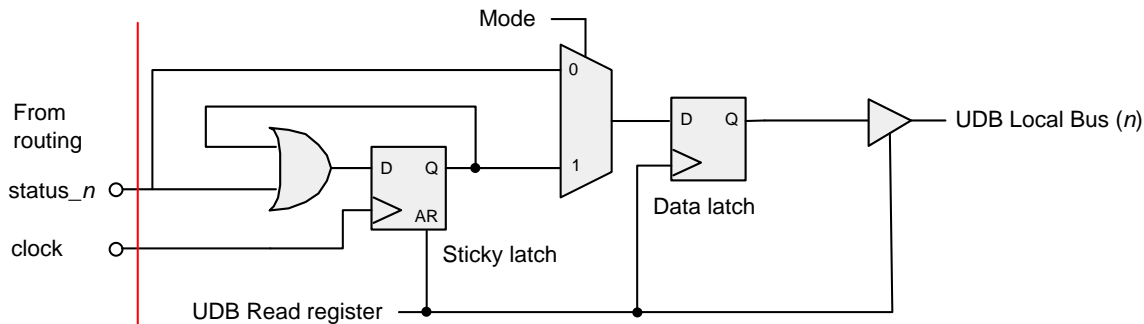 Mode
0
From
routing
UDB Local Bus (n)
D Q
1
D Q
status_n
AR
Data latch
clock
Sticky latch
UDB Read register